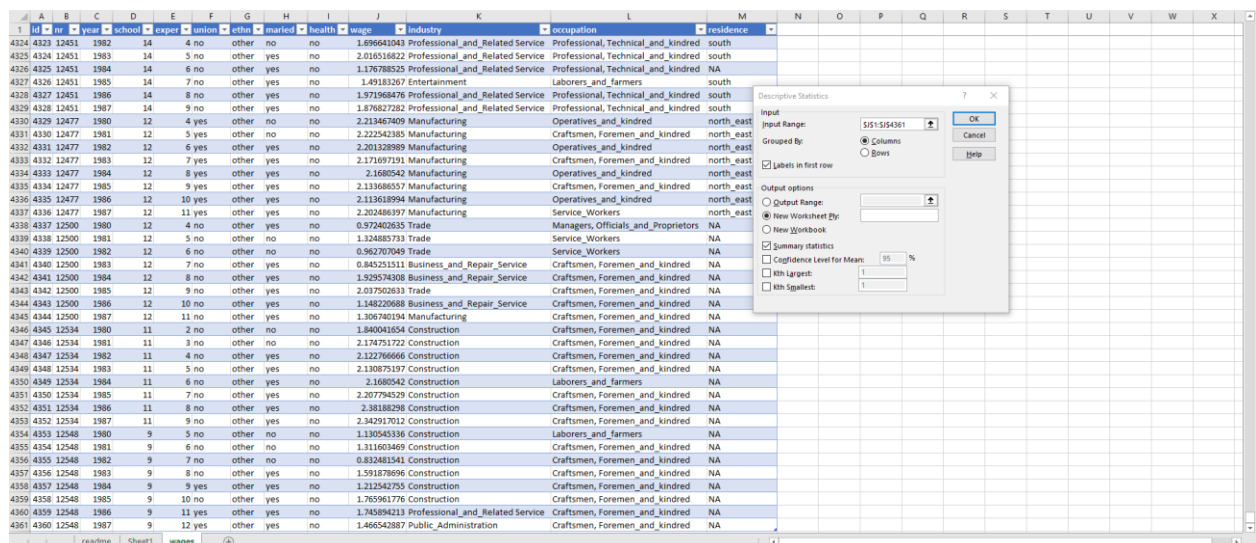 A B C D E F G H I J K L M N O P Q R S T U V W X
1 id nr year school exper union ethn maried health wage industry occupation residence
4324 4323 12451 1982 14 4 no other no no 1.696641043 Professional_and_Related Service Professional, Technical_and_kindred south
4325 4324 12451 1983 14 5 no other yes no 2.016516822 Professional_and_Related Service Professional, Technical_and_kindred south
4326 4325 12451 1984 14 6 no other yes no 1.176788525 Professional_and_Related Service Professional, Technical_and_kindred NA
4327 4326 12451 1985 14 7 no other yes no 1.49183267 Entertainment Laborers_and_farmers south
4328 4327 12451 1986 14 8 no other yes no 1.971968476 Professional_and_Related Service Professional, Technical_and_kindred south
4329 4328 12451 1987 14 9 no other yes no 1.876827282 Professional_and_Related Service Professional, Technical_and_kindred south
4330 4329 12477 1980 12 4 yes other no no 2.213467409 Manufacturing Operatives_and_kindred north_east
4331 4330 12477 1981 12 5 yes other no no 2.222542385 Manufacturing Craftsmen, Foremen_and_kindred north_east
4332 4331 12477 1982 12 6 yes other no no 2.201328989 Manufacturing Operatives_and_kindred north_east
4333 4332 12477 1983 12 7 yes other yes no 2.171697191 Manufacturing Craftsmen, Foremen_and_kindred north_east
4334 4333 12477 1984 12 8 yes other yes no 2.1680542 Manufacturing Operatives_and_kindred north_east
4335 4334 12477 1985 12 9 yes other yes no 2.133686557 Manufacturing Craftsmen, Foremen_and_kindred north_east
4336 4335 12477 1986 12 10 yes other yes no 2.113618994 Manufacturing Operatives_and_kindred north_east
4337 4336 12477 1987 12 11 yes other yes no 2.202486397 Manufacturing Service_Workers north_east
4338 4337 12500 1980 12 4 no other yes no 0.972402635 Trade Managers, Officials_and_Proprietors NA
4339 4338 12500 1981 12 5 no other no no 1.324885733 Trade Service_Workers NA
4340 4339 12500 1982 12 6 no other no no 0.962707049 Trade Service_Workers NA
4341 4340 12500 1983 12 7 no other yes no 0.845251511 Business_and_Repair_Service Craftsmen, Foremen_and_kindred NA
4342 4341 12500 1984 12 8 no other yes no 1.929574308 Business_and_Repair_Service Craftsmen, Foremen_and_kindred NA
4343 4342 12500 1985 12 9 no other yes no 2.037502633 Trade Craftsmen, Foremen_and_kindred NA
4344 4343 12500 1986 12 10 no other yes no 1.148220688 Business_and_Repair_Service Craftsmen, Foremen_and_kindred NA
4345 4344 12500 1987 12 11 no other yes no 1.306740194 Manufacturing Craftsmen, Foremen_and_kindred NA
4346 4345 12534 1980 11 2 no other no no 1.840041654 Construction Craftsmen, Foremen_and_kindred NA
4347 4346 12534 1981 11 3 no other no no 2.174751722 Construction Craftsmen, Foremen_and_kindred NA
4348 4347 12534 1982 11 4 no other yes no 2.122766666 Construction Craftsmen, Foremen_and_kindred NA
4349 4348 12534 1983 11 5 no other yes no 2.130875197 Construction Craftsmen, Foremen_and_kindred NA
4350 4349 12534 1984 11 6 no other yes no 2.1680542 Construction Laborers_and_farmers NA
4351 4350 12534 1985 11 7 no other yes no 2.207794529 Construction Craftsmen, Foremen_and_kindred NA
4352 4351 12534 1986 11 8 no other yes no 2.38188298 Construction Craftsmen, Foremen_and_kindred NA
4353 4352 12534 1987 11 9 no other yes no 2.342917012 Construction Craftsmen, Foremen_and_kindred NA
4354 4353 12548 1980 9 5 no other no no 1.130545336 Construction Laborers_and_farmers NA
4355 4354 12548 1981 9 6 no other no no 1.311603469 Construction Craftsmen, Foremen_and_kindred NA
4356 4355 12548 1982 9 7 no other no no 0.832481541 Construction Craftsmen, Foremen_and_kindred NA
4357 4356 12548 1983 9 8 no other yes no 1.591878696 Construction Craftsmen, Foremen_and_kindred NA
4358 4357 12548 1984 9 9 yes other yes no 1.212542755 Construction Craftsmen, Foremen_and_kindred NA
4359 4358 12548 1985 9 10 no other yes no 1.765961776 Construction Craftsmen, Foremen_and_kindred NA
4360 4359 12548 1986 9 11 yes other yes no 1.745894213 Professional_and_Related Service Craftsmen, Foremen_and_kindred NA
4361 4360 12548 1987 9 12 yes other yes no 1.466542887 Public_Administration Craftsmen, Foremen_and_kindred NA
Descriptive Statistics ? ×
Input
Input Range: $J$1:$J$4361 OK
Grouped By: Columns Cancel
Rows Help
Labels in first row
Output options
Output Range:
New Worksheet Ply:
New Workbook
Summary statistics
Confidence Level for Mean: 95 %
Kth Largest: 1
Kth Smallest: 1
readme Sheet1 wages